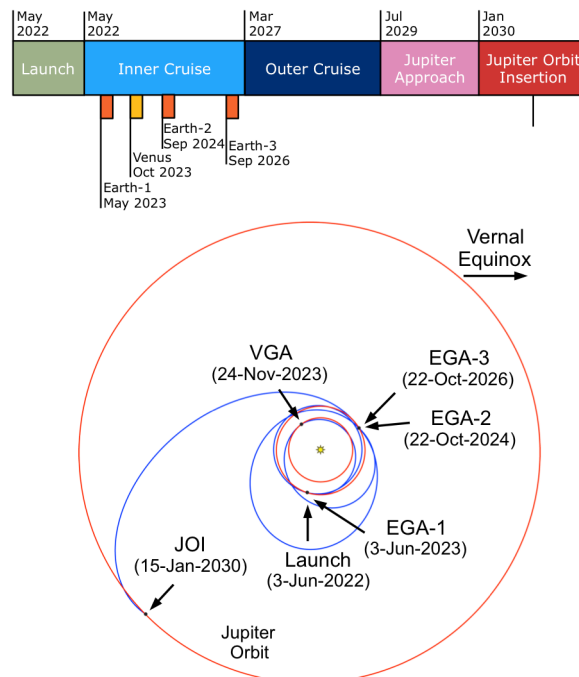 May
2022
May
2022
Mar
2027
Jul
2029
Jan
2030
Launch
Inner Cruise
Outer Cruise
Jupiter
Approach
Jupiter Orbit
Insertion
Earth-2
Sep 2024
Earth-3
Sep 2026
Venus
Oct 2023
Earth-1
May 2023
Vernal
Equinox
VGA
(24-Nov-2023)
EGA-3
(22-Oct-2026)
EGA-2
(22-Oct-2024)
EGA-1
(3-Jun-2023)
Launch
(3-Jun-2022)
JOI
(15-Jan-2030)
Jupiter
Orbit